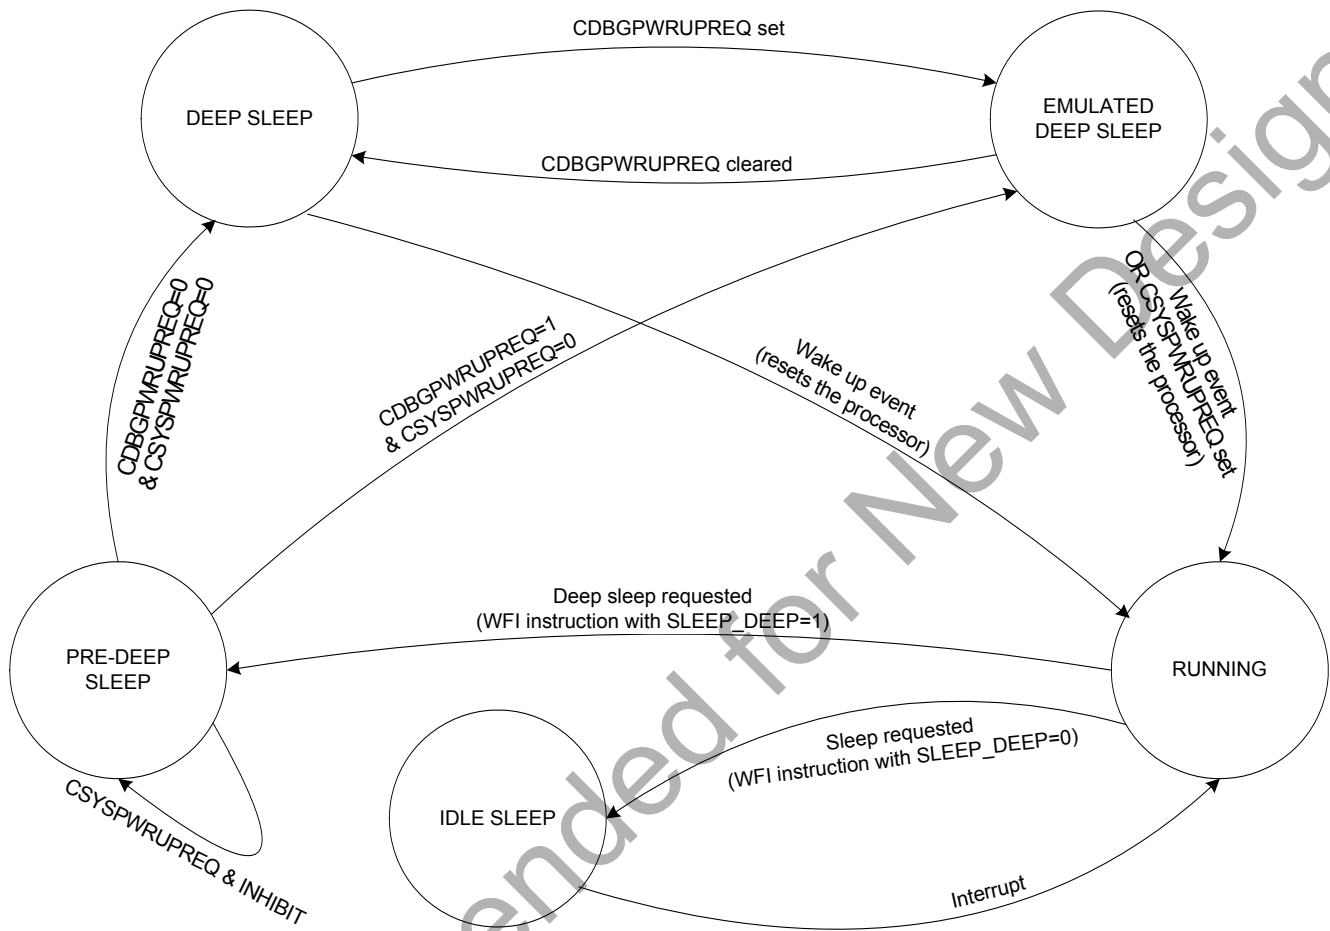 CDBGPWRUPREQ set
DEEP SLEEP
EMULATED
DEEP SLEEP
CDBGPWRUPREQ cleared
CDBGPWRUPREQ=0
& CSYSPWRUPREQ=0
CDBGPWRUPREQ=1
& CSYSPWRUPREQ=0
Wake up event
(resets the processor)
Wake up event
OR CSYSPWRUPREQ set
(resets the processor)
Deep sleep requested
(WFI instruction with SLEEP_DEEP=1)
PRE-DEEP
SLEEP
RUNNING
Sleep requested
(WFI instruction with SLEEP_DEEP=0)
IDLE SLEEP
CSYSPWRUPREQ & INHIBIT
Interrupt
ended for New Design